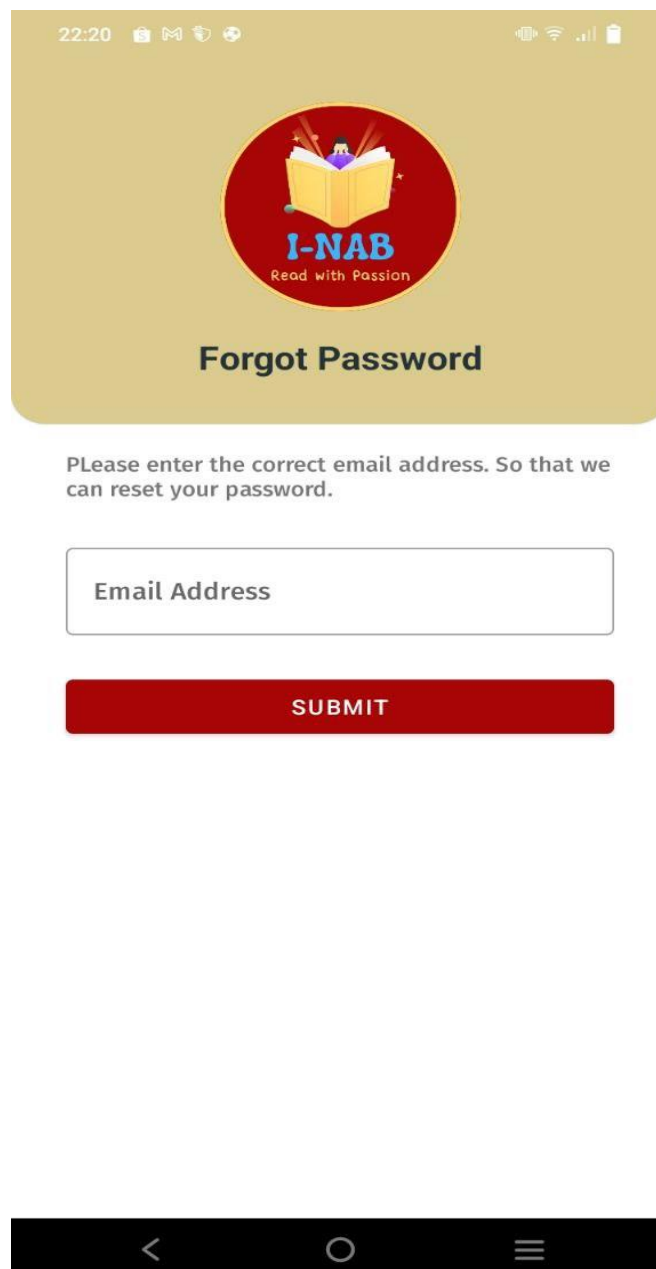 22:20
I-NAB
Read with Passion
Forgot Password
PLease enter the correct email address. So that we
can reset your password.
Email Address
SUBMIT